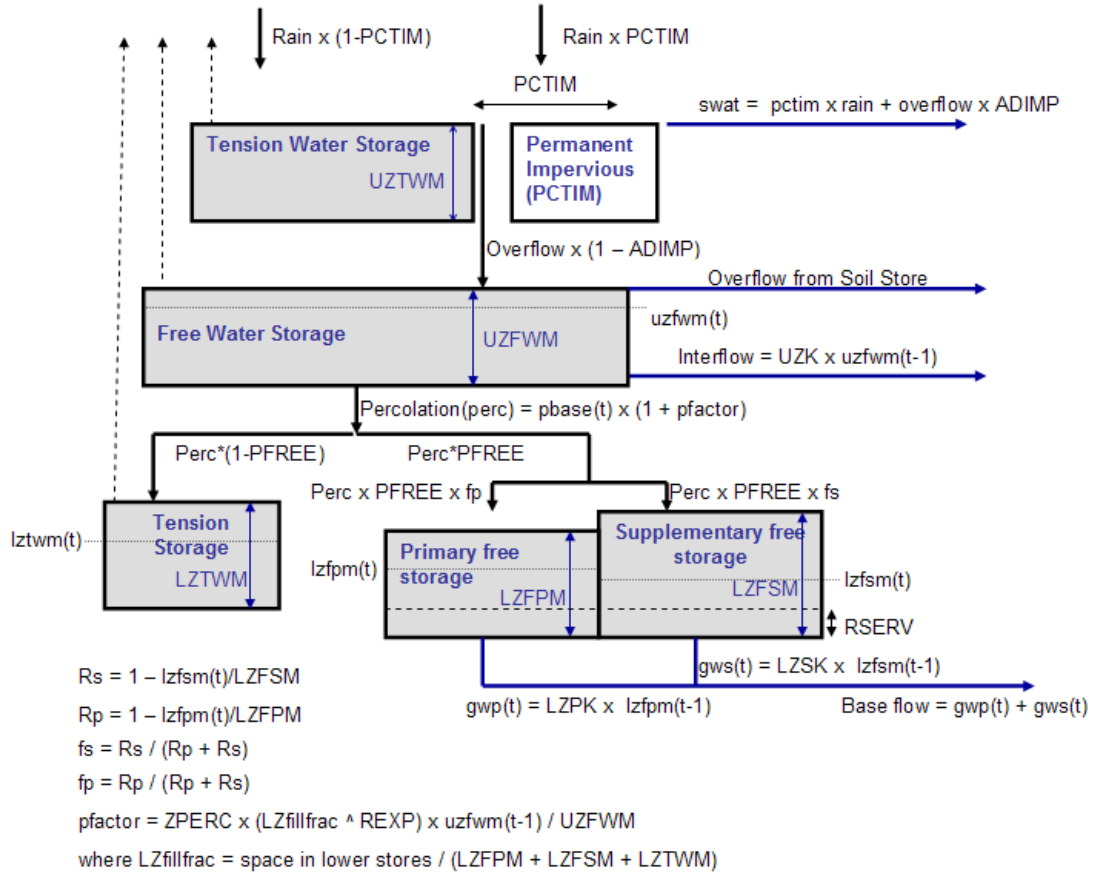 Rain x (1-PCTIM)
Rain x PCTIM
PCTIM
swat = pctim x rain + overflow x ADIMP
Tension Water Storage
UZTWM
Permanent
Impervious
(PCTIM)
Overflow x (1 – ADIMP)
Overflow from Soil Store
uzfwm(t)
Free Water Storage
UZFWM
Interflow = UZK x uzfwm(t-1)
Percolation(perc) = pbase(t) x (1 + pfactor)
Perc*(1-PFREE)
Perc*PFREE
Perc x PFREE x fp
Perc x PFREE x fs
Tension
Storage
LZTWM
lztwm(t)
Primary free
storage
LZFPM
lzfpm(t)
Supplementary free
storage
LZFSM
lzfsm(t)
RSERV
gws(t) = LZSK x lzfsm(t-1)
gwp(t) = LZPK x lzfpm(t-1)
Base flow = gwp(t) + gws(t)
Rs = 1 – lzfsm(t)/LZFSM
Rp = 1 – lzfpm(t)/LZFPM
fs = Rs / (Rp + Rs)
fp = Rp / (Rp + Rs)
pfactor = ZPERC x (LZfillfrac ^ REXP) x uzfwm(t-1) / UZFWM
where LZfillfrac = space in lower stores / (LZFPM + LZFSM + LZTWM)